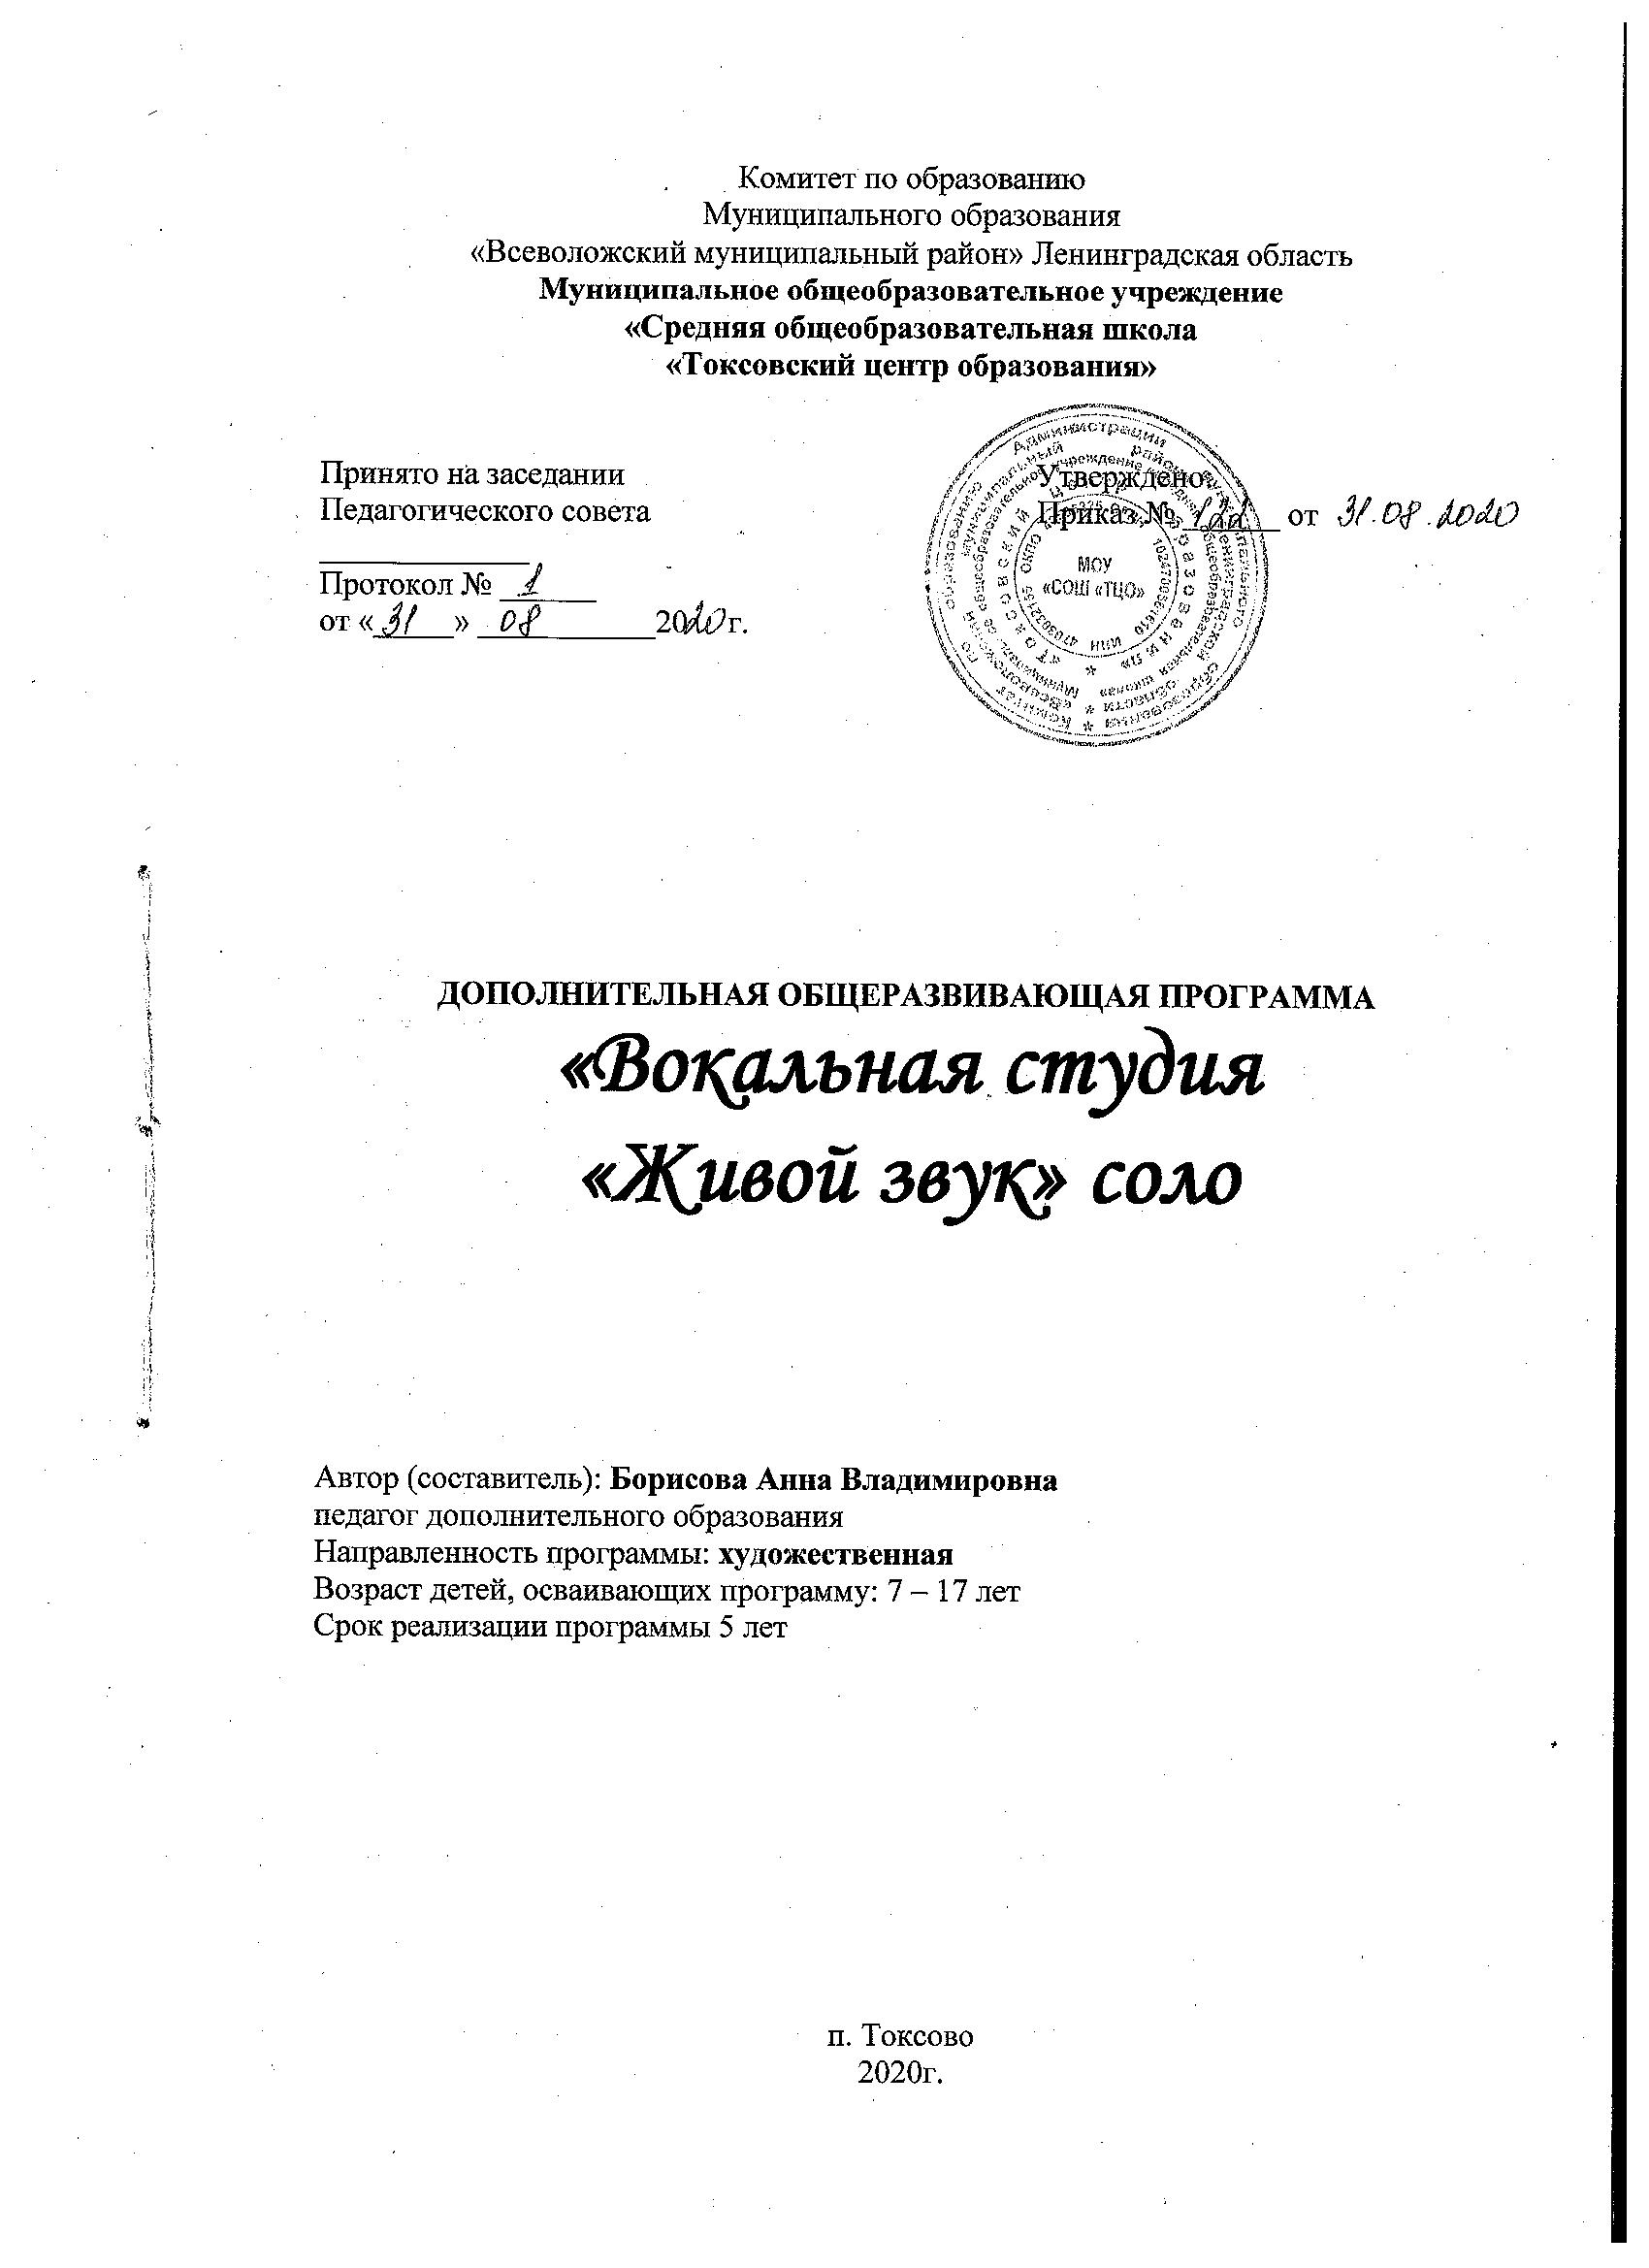 Комитет по образованию
Муниципального образования
«Всеволожский муниципальный район» Ленинградская область
Муниципальное общеобразовательное учреждение
«Средняя общеобразовательная школа
«Токсовский центр образования»
Принято на заседании
Педагогического совета
Протокол № 1
от «31» 08 2020 г.
Утверждено
Приказ № 122 от 31.08.2020
МОУ
«СОШ «ТЦО»
ДОПОЛНИТЕЛЬНАЯ ОБЩЕРАЗВИВАЮЩАЯ ПРОГРАММА
«Вокальная студия
«Живой звук» соло
Автор (составитель): Борисова Анна Владимировна
педагог дополнительного образования
Направленность программы: художественная
Возраст детей, осваивающих программу: 7 – 17 лет
Срок реализации программы 5 лет
п. Токсово
2020г.